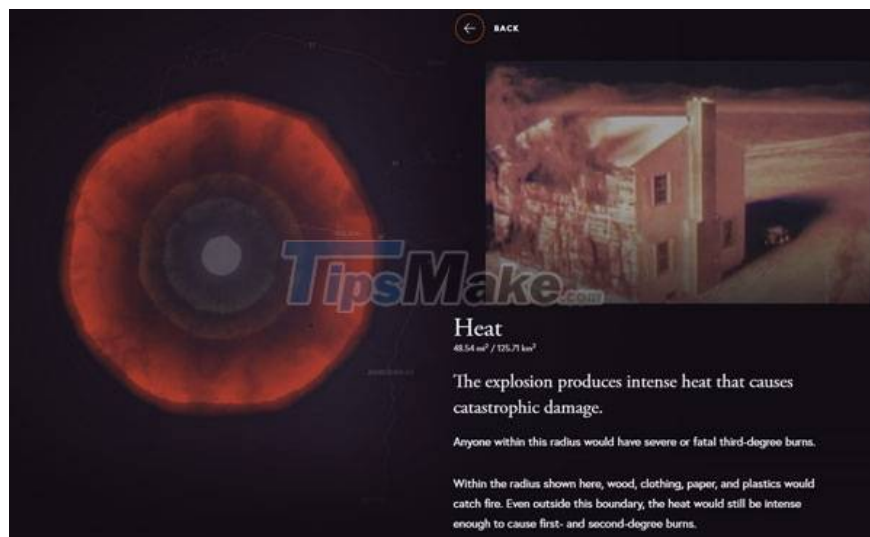 BACK
TipsMake.com
Heat
48.54 mi² / 125.71 km²
The explosion produces intense heat that causes
catastrophic damage.
Anyone within this radius would have severe or fatal third-degree burns.
Within the radius shown here, wood, clothing, paper, and plastics would
catch fire. Even outside this boundary, the heat would still be intense
enough to cause first- and second-degree burns.